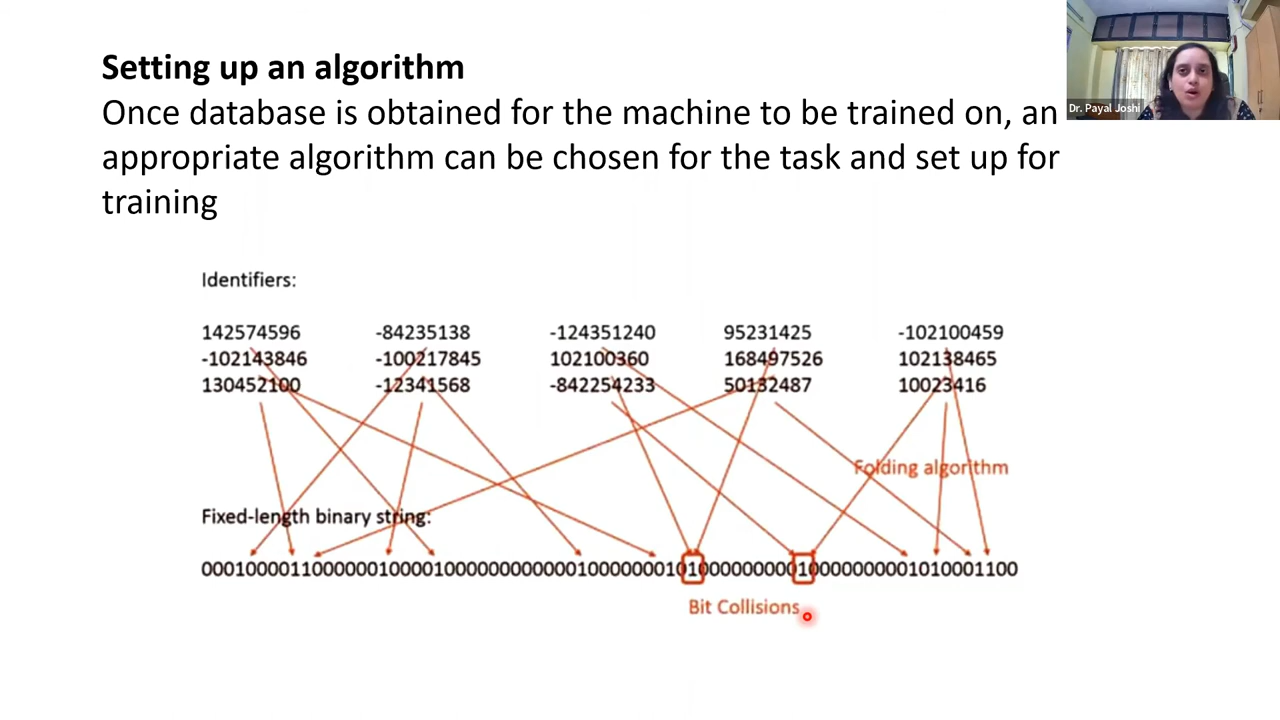 Setting up an algorithm
Once database is obtained for the machine to be trained on, an
appropriate algorithm can be chosen for the task and set up for
training
Dr. Payal Joshi
Identifiers:
142574596 -84235138 -124351240 95231425 -102100459
-102143846 -100217845 102100360 168497526 102138465
130452100 -12341568 -842254233 50132487 10023416
Folding algorithm
Fixed-length binary string:
000100001100000010000100000000000001000000010100000000010000000001010001100
Bit Collisions